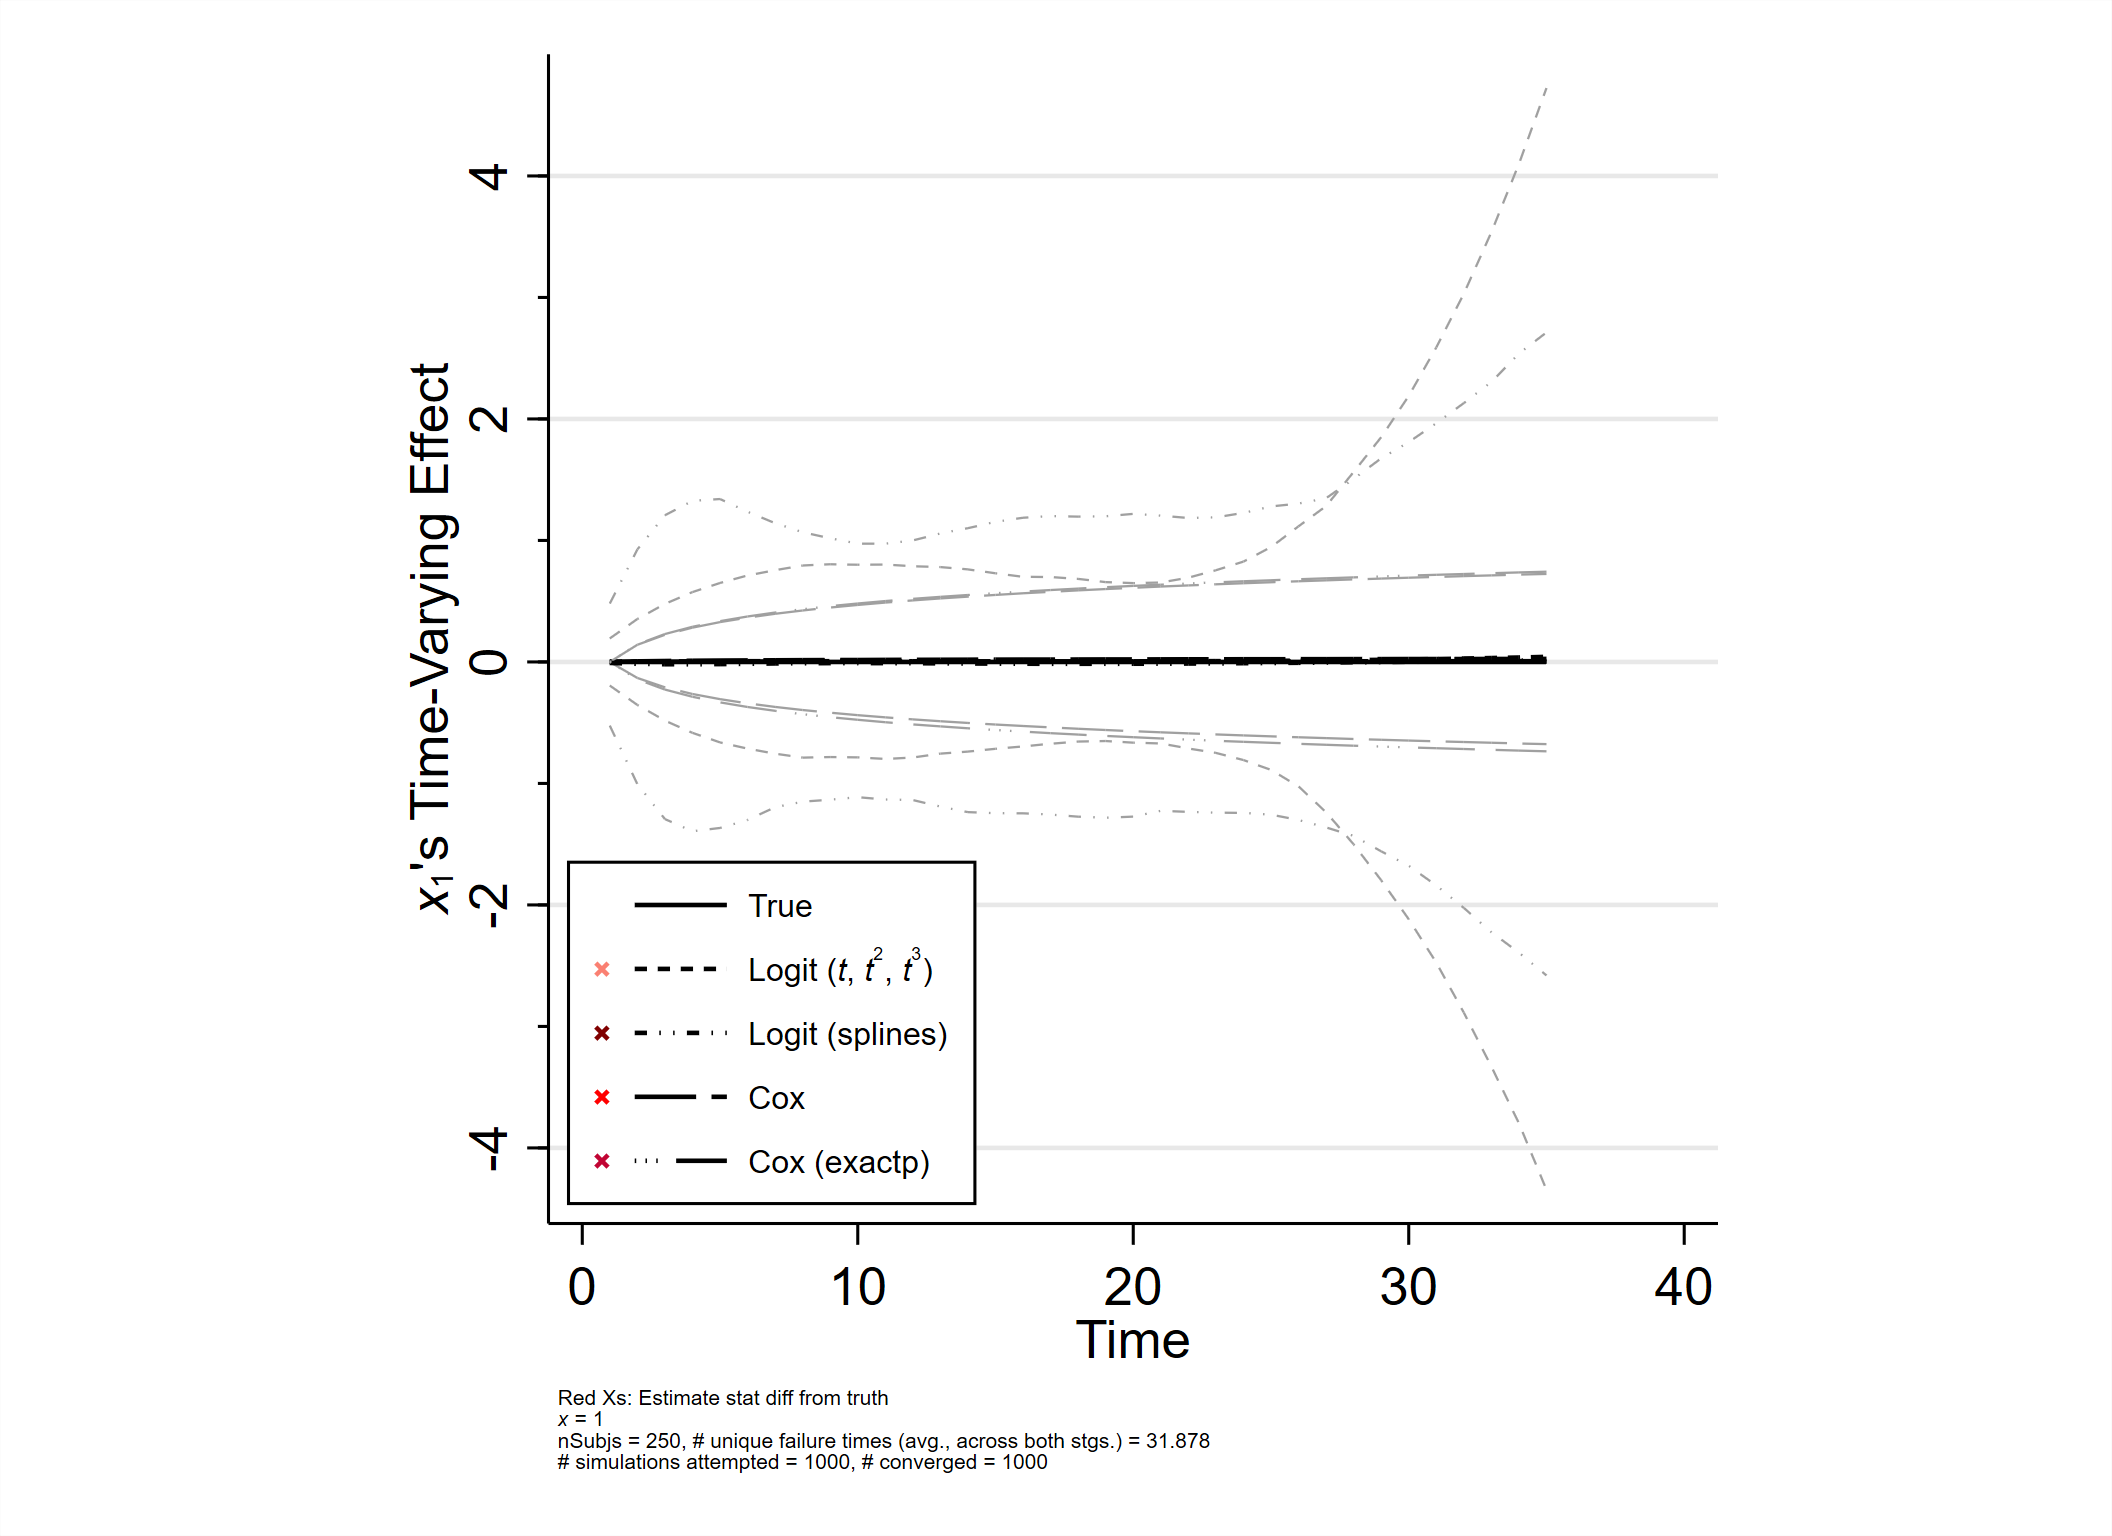 x₁'s Time-Varying Effect
4
2
0
-2
-4
True
Logit (t, t², t³)
Logit (splines)
Cox
Cox (exactp)
0 10 20 30 40
Time
Red Xs: Estimate stat diff from truth
x = 1
nSubjs = 250, # unique failure times (avg., across both stgs.) = 31.878
# simulations attempted = 1000, # converged = 1000